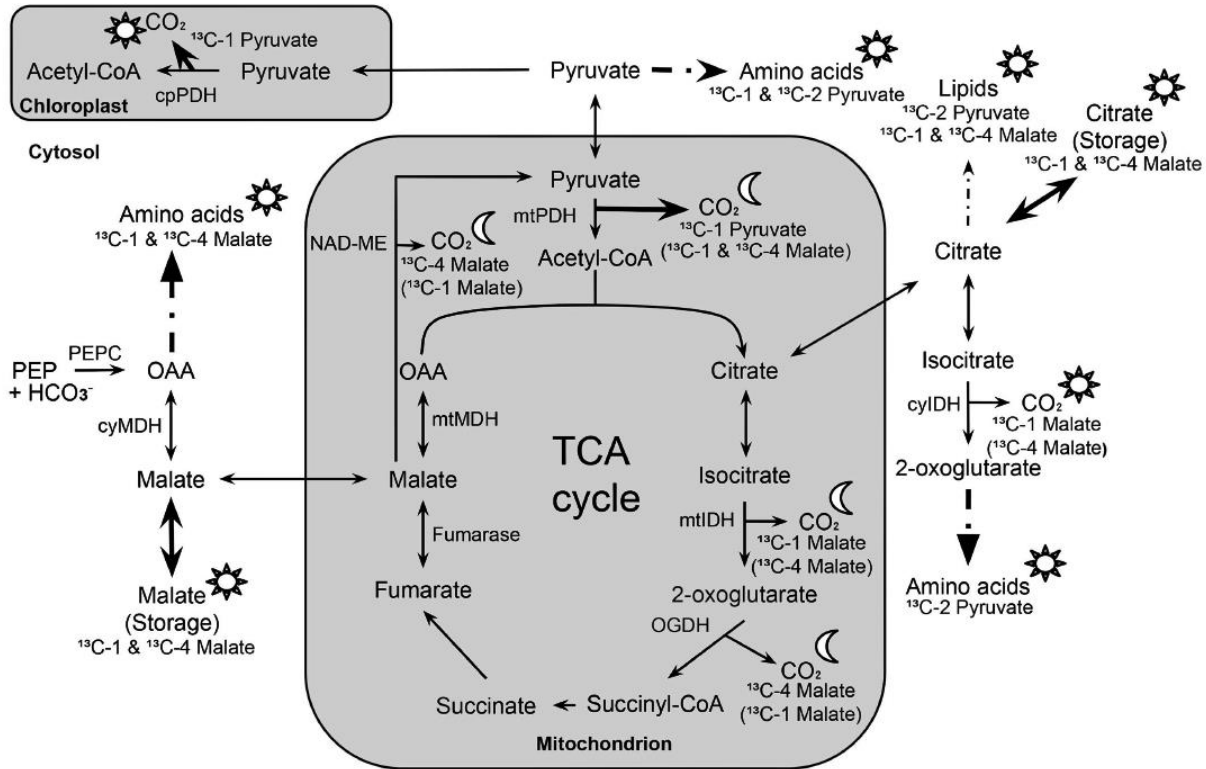 CO₂
¹³C-1 Pyruvate
Acetyl-CoA
Pyruvate
cpPDH
Chloroplast
Pyruvate
Amino acids
¹³C-1 & ¹³C-2 Pyruvate
Lipids
¹³C-2 Pyruvate
¹³C-1 & ¹³C-4 Malate
Citrate
(Storage)
¹³C-1 & ¹³C-4 Malate
Cytosol
Amino acids
¹³C-1 & ¹³C-4 Malate
PEP
+ HCO₃⁻
PEPC
OAA
cyMDH
Malate
Malate
(Storage)
¹³C-1 & ¹³C-4 Malate
Pyruvate
mtPDH
CO₂
¹³C-1 Pyruvate
(¹³C-1 & ¹³C-4 Malate)
NAD-ME
CO₂
¹³C-4 Malate
(¹³C-1 Malate)
Acetyl-CoA
OAA
mtMDH
Malate
Fumarase
Fumarate
Succinate
Succinyl-CoA
TCA
cycle
Citrate
Isocitrate
mtIDH
CO₂
¹³C-1 Malate
(¹³C-4 Malate)
2-oxoglutarate
OGDH
CO₂
¹³C-4 Malate
(¹³C-1 Malate)
Mitochondrion
Citrate
Isocitrate
cyIDH
CO₂
¹³C-1 Malate
(¹³C-4 Malate)
2-oxoglutarate
Amino acids
¹³C-2 Pyruvate